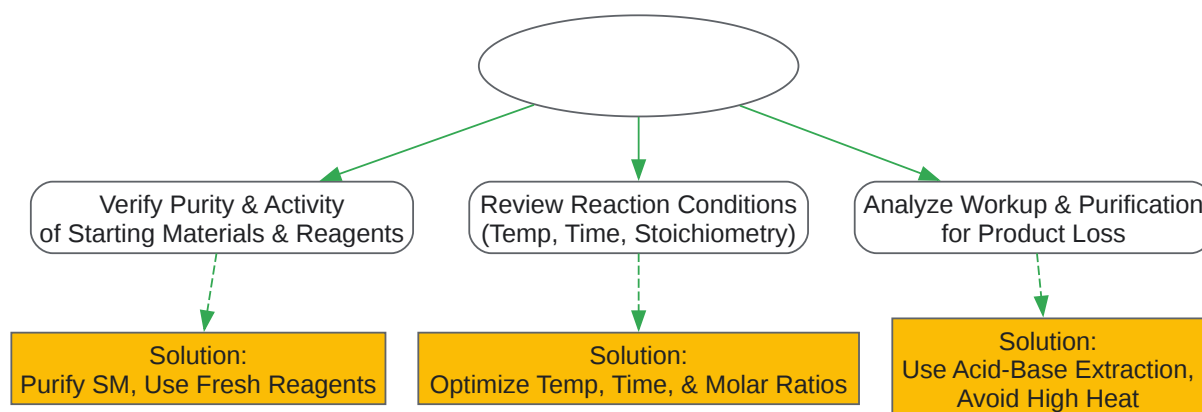 Verify Purity & Activity
of Starting Materials & Reagents
Review Reaction Conditions
(Temp, Time, Stoichiometry)
Analyze Workup & Purification
for Product Loss
Solution:
Purify SM, Use Fresh Reagents
Solution:
Optimize Temp, Time, & Molar Ratios
Solution:
Use Acid-Base Extraction,
Avoid High Heat